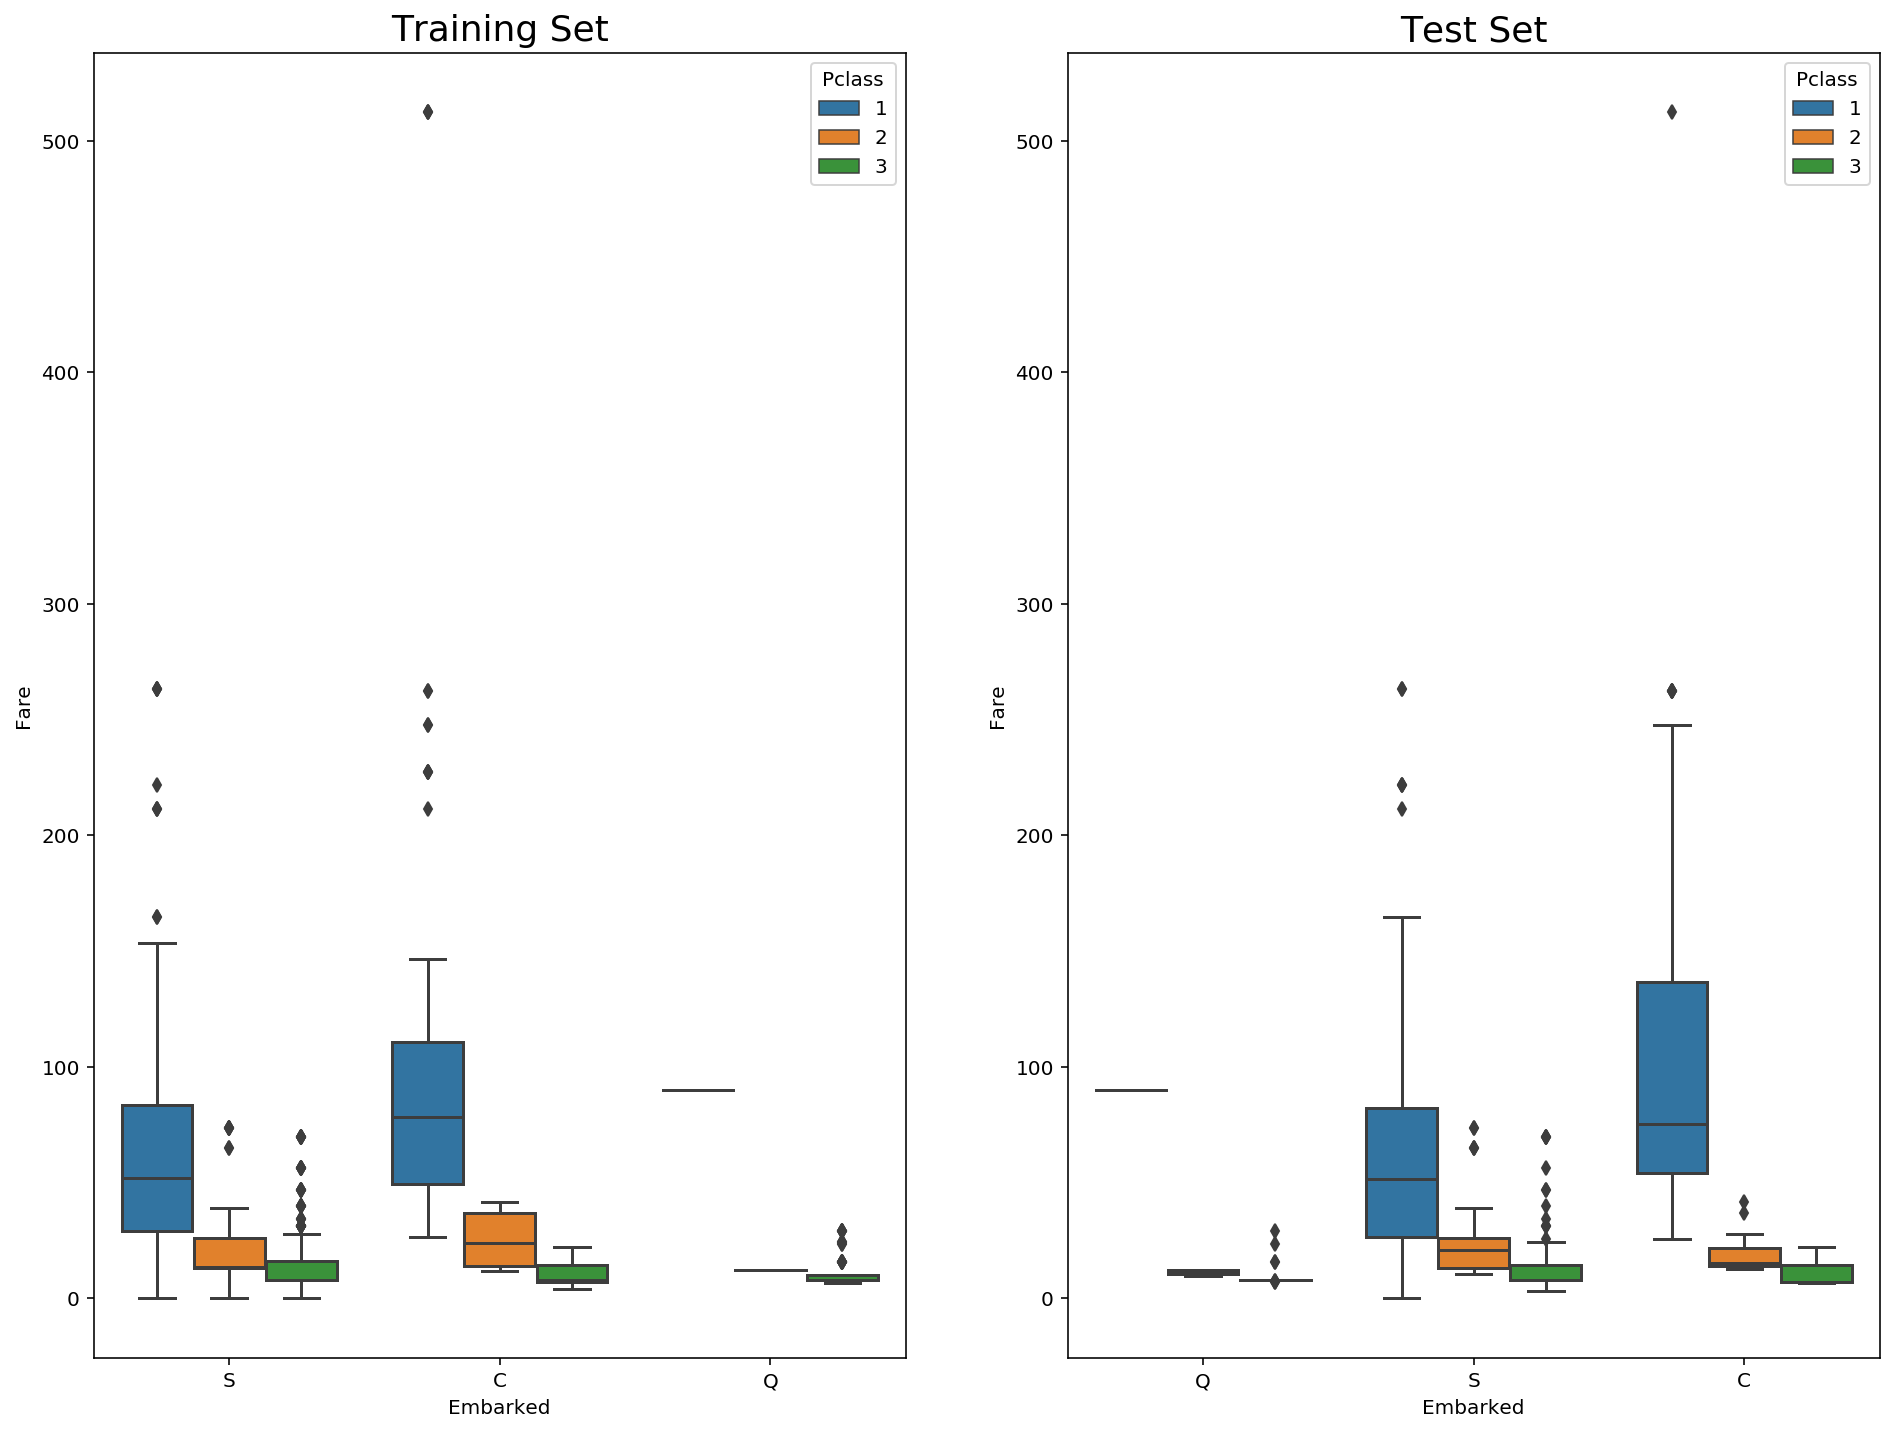 Training Set
Pclass
1
2
3
500
400
300
200
100
0
Fare
S
C
Q
Embarked
Test Set
Pclass
1
2
3
500
400
300
200
100
0
Fare
Q
S
C
Embarked